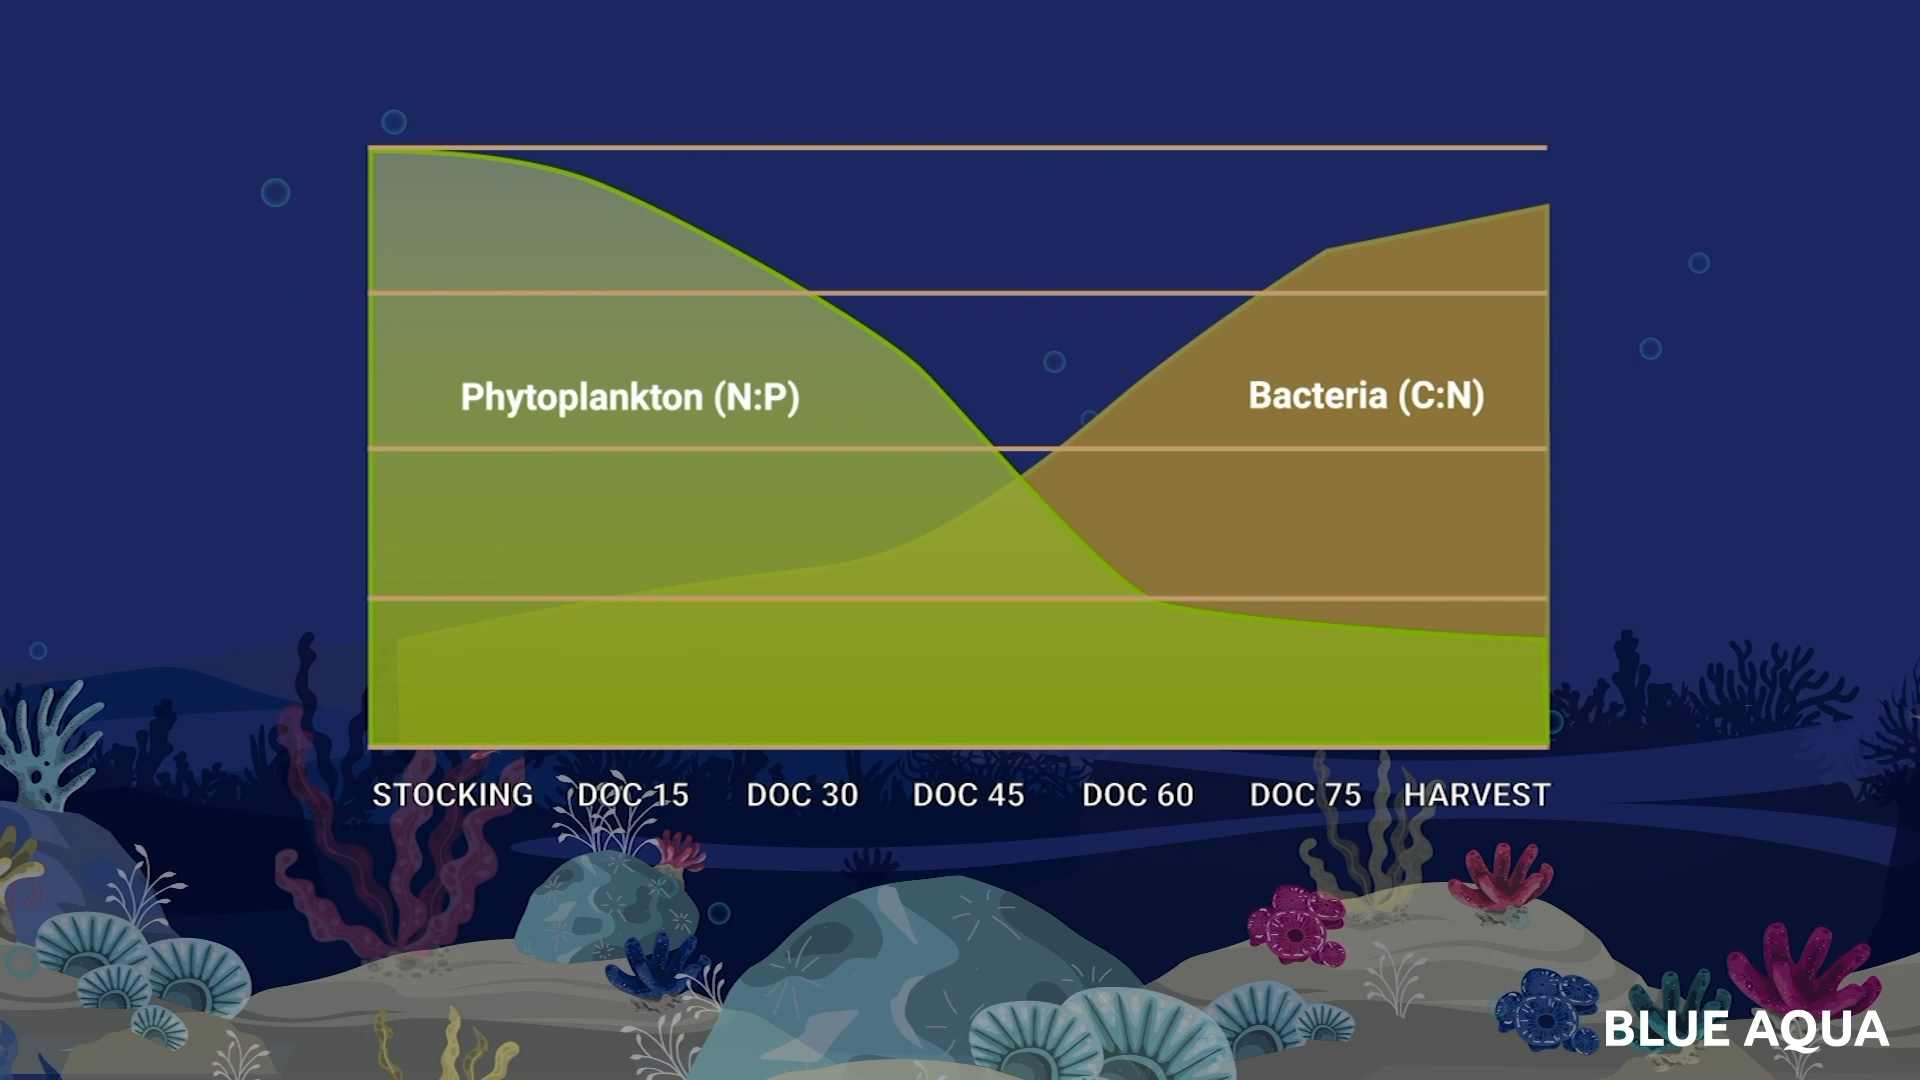 Phytoplankton (N:P)
Bacteria (C:N)
STOCKING DOC 15 DOC 30 DOC 45 DOC 60 DOC 75 HARVEST
BLUE AQUA